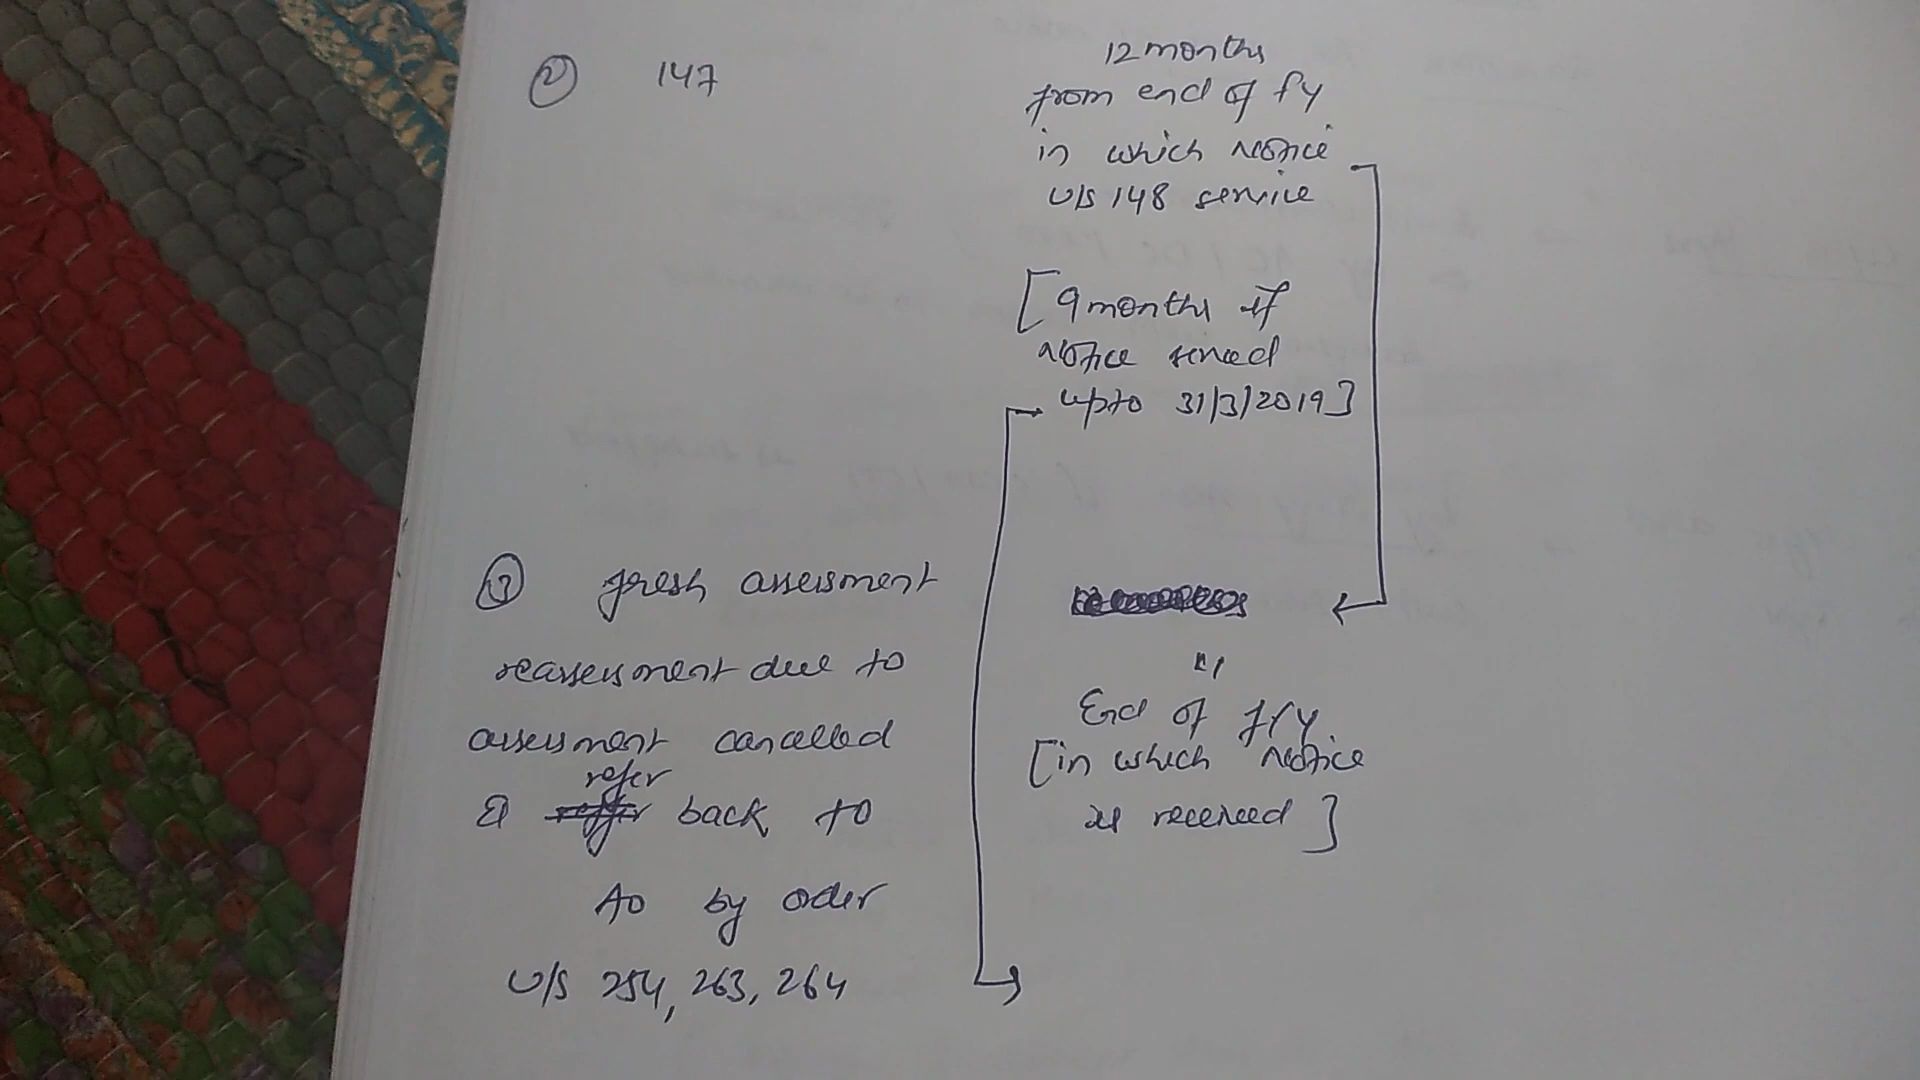 2 147
12 months
from end of fy
in which notice
u/s 148 service
[9 months if
notice served
upto 31/3/2019]
3 fresh assessment
reassessment due to
assessment cancelled
refer
& back to
AO by order
u/s 254, 263, 264
"
End of f/y
[in which notice
is received]